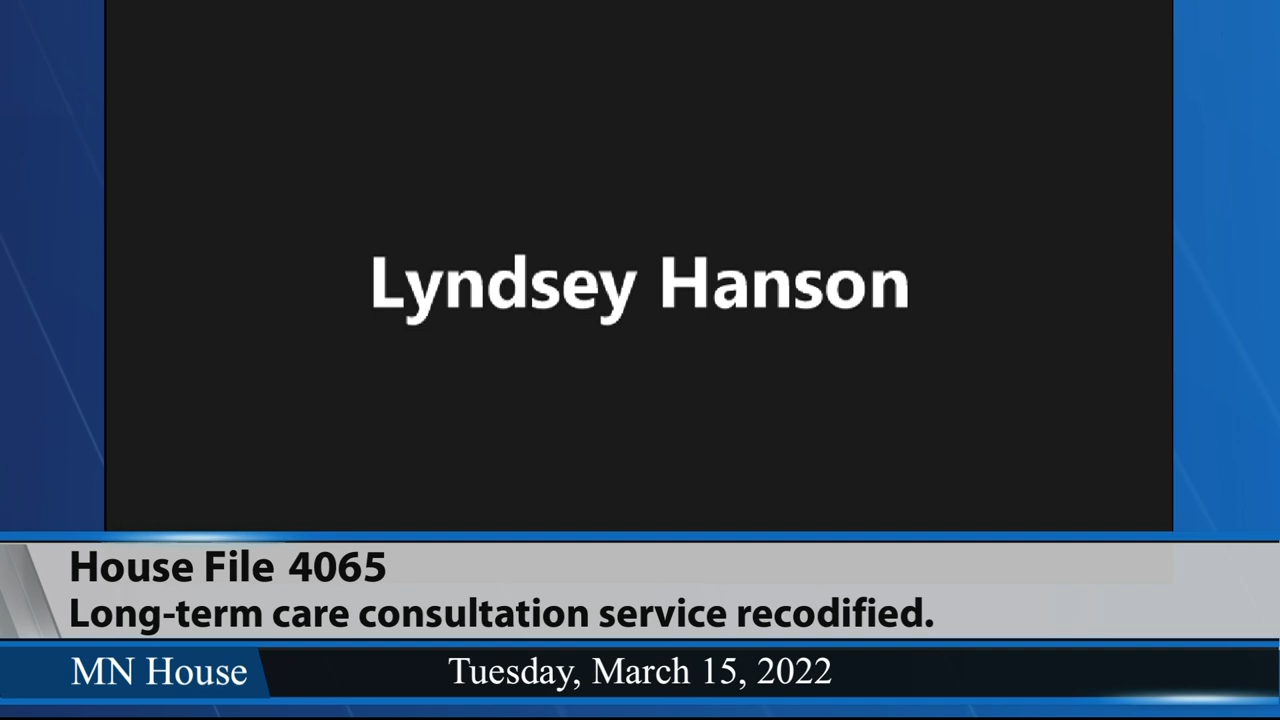 Lyndsey Hanson
House File 4065
Long-term care consultation service recodified.
MN House
Tuesday, March 15, 2022